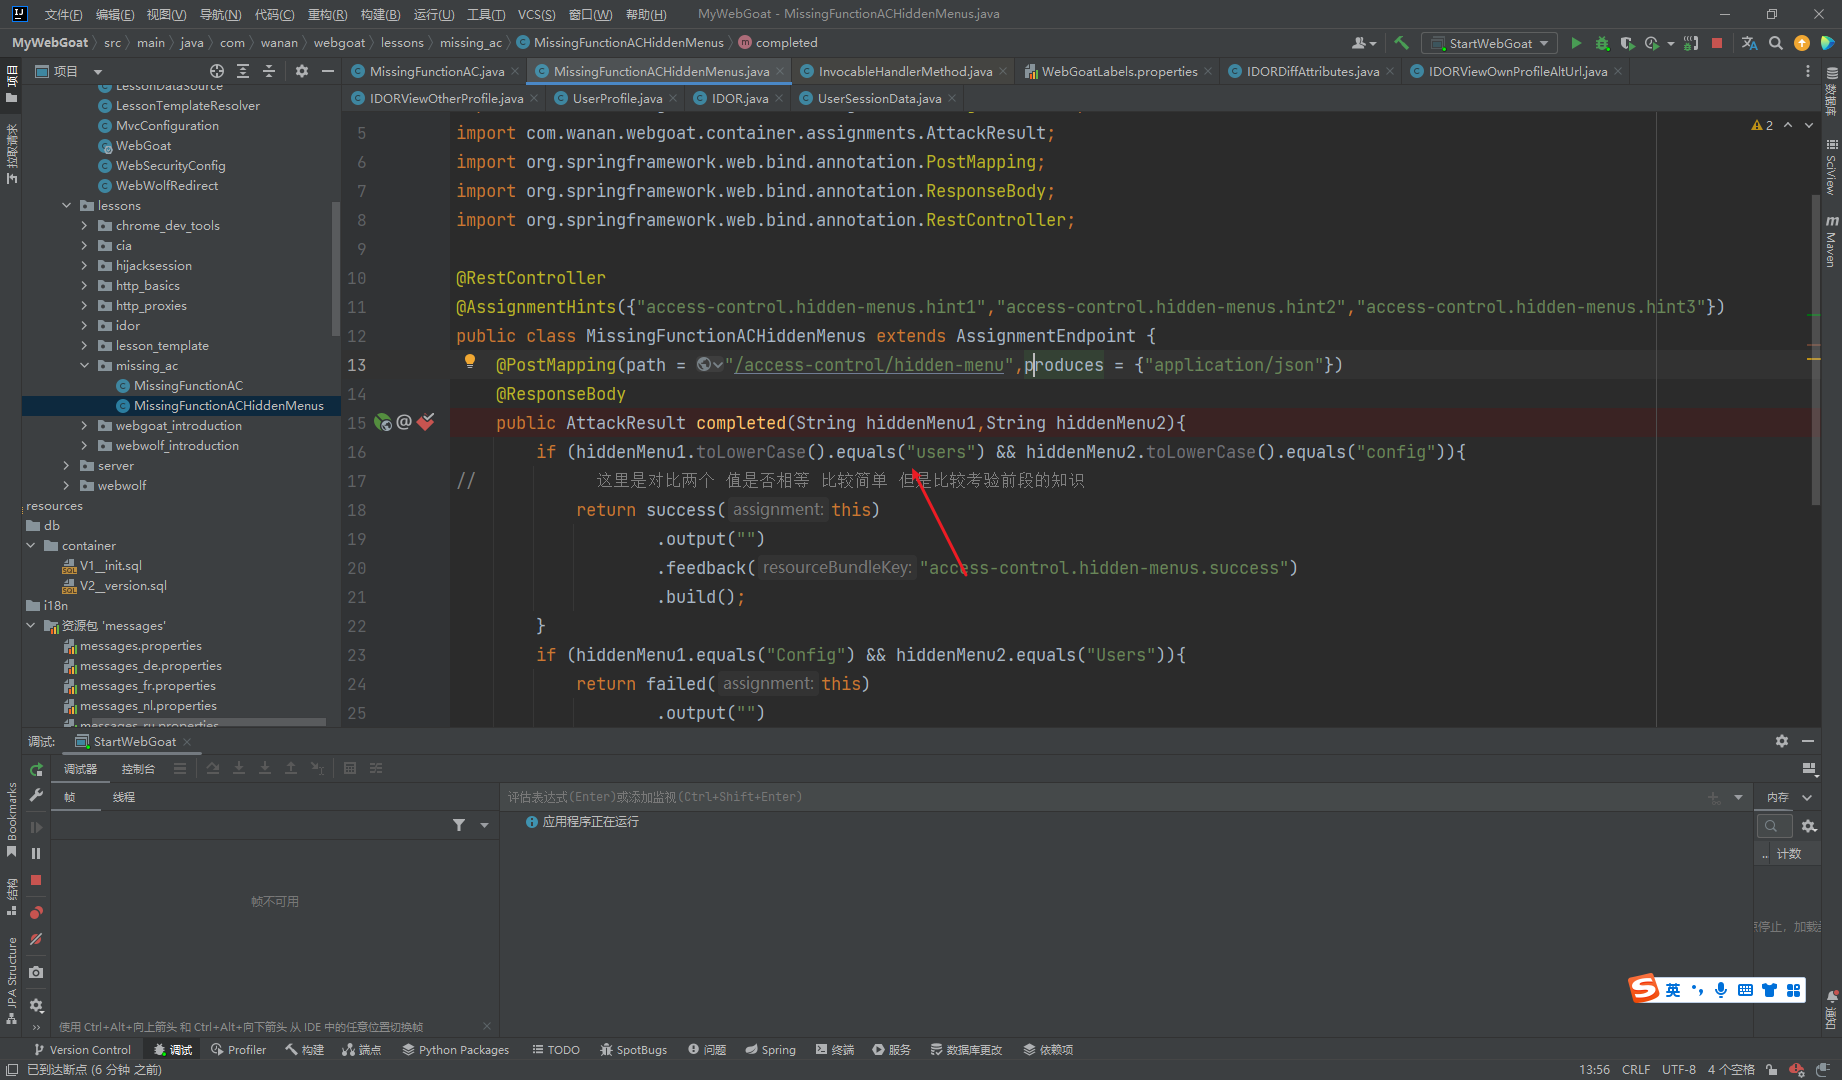 文件(F) 编辑(E) 视图(V) 导航(N) 代码(C) 重构(R) 构建(B) 运行(U) 工具(T) VCS(S) 窗口(W) 帮助(H) MyWebGoat - MissingFunctionACHiddenMenus.java
MyWebGoat src main java com wanan webgoat lessons missing_ac MissingFunctionACHiddenMenus completed StartWebGoat
项目
MissingFunctionAC.java MissingFunctionACHiddenMenus.java InvocableHandlerMethod.java WebGoatLabels.properties IDORDiffAttributes.java IDORViewOwnProfileAltUrl.java
IDORViewOtherProfile.java UserProfile.java IDOR.java UserSessionData.java
项目
拉取请求
LessonDataSource
LessonTemplateResolver
MvcConfiguration
WebGoat
WebSecurityConfig
WebWolfRedirect
lessons
chrome_dev_tools
cia
hijacksession
http_basics
http_proxies
idor
lesson_template
missing_ac
MissingFunctionAC
MissingFunctionACHiddenMenus
webgoat_introduction
webwolf_introduction
server
webwolf
resources
db
container
V1__init.sql
V2__version.sql
i18n
资源包 'messages'
messages.properties
messages_de.properties
messages_fr.properties
messages_nl.properties
messages_ru.properties
2
5 import com.wanan.webgoat.container.assignments.AttackResult;
6 import org.springframework.web.bind.annotation.PostMapping;
7 import org.springframework.web.bind.annotation.ResponseBody;
8 import org.springframework.web.bind.annotation.RestController;
9
10 @RestController
11 @AssignmentHints({"access-control.hidden-menus.hint1","access-control.hidden-menus.hint2","access-control.hidden-menus.hint3"})
12 public class MissingFunctionACHiddenMenus extends AssignmentEndpoint {
13 @PostMapping(path = "/access-control/hidden-menu",produces = {"application/json"})
14 @ResponseBody
15 public AttackResult completed(String hiddenMenu1,String hiddenMenu2){
16 if (hiddenMenu1.toLowerCase().equals("users") && hiddenMenu2.toLowerCase().equals("config")){
17 // 这里是对比两个 值是否相等 比较简单 但是比较考验前段的知识
18 return success( assignment: this)
19 .output("")
20 .feedback( resourceBundleKey: "access-control.hidden-menus.success")
21 .build();
22 }
23 if (hiddenMenu1.equals("Config") && hiddenMenu2.equals("Users")){
24 return failed( assignment: this)
25 .output("")
数据库
SciView
Maven
通知
调试: StartWebGoat
调试器 控制台
帧 线程
评估表达式(Enter)或添加监视(Ctrl+Shift+Enter)
应用程序正在运行
内存
.. 计数
帧不可用
停止，加载
使用 Ctrl+Alt+向上箭头 和 Ctrl+Alt+向下箭头 从 IDE 中的任意位置切换帧
Bookmarks
结构
JPA Structure
英
Version Control 调试 Profiler 构建 端点 Python Packages TODO SpotBugs 问题 Spring 终端 服务 数据库更改 依赖项
已到达断点 (6 分钟 之前) 13:56 CRLF UTF-8 4 个空格